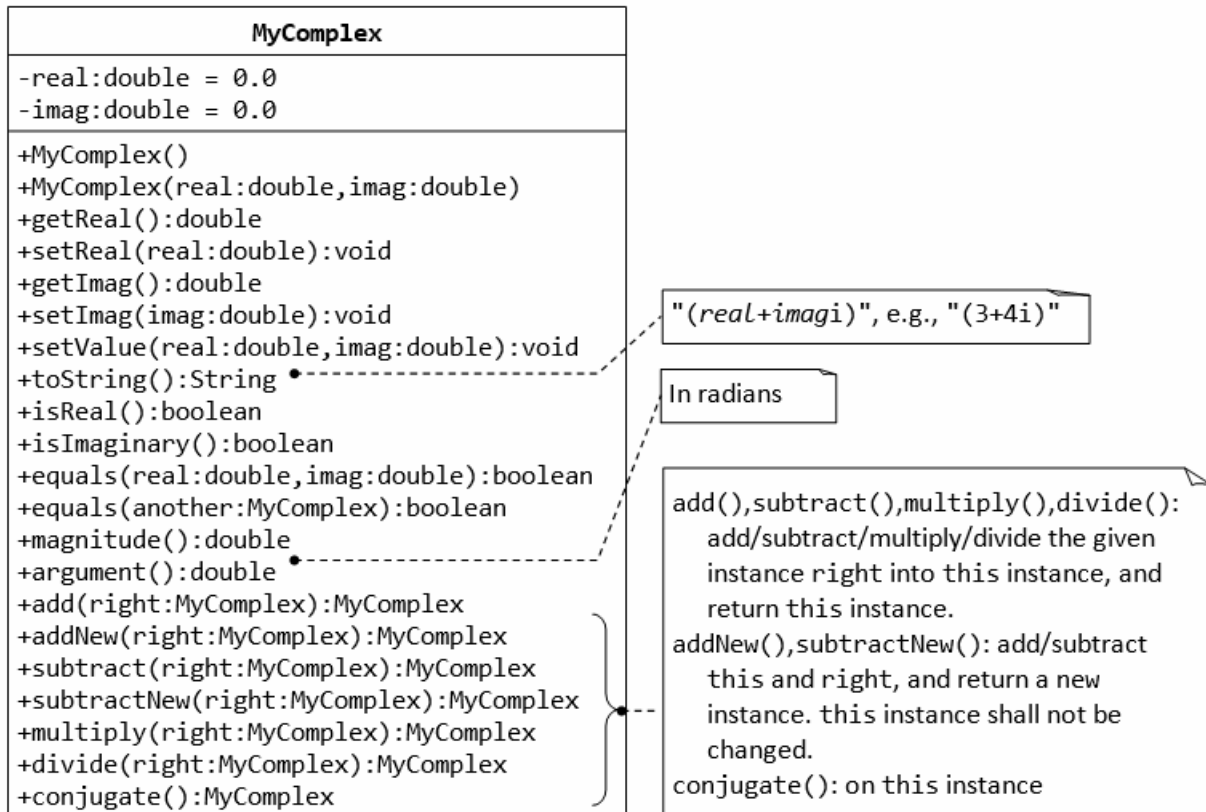 MyComplex
-real:double = 0.0
-imag:double = 0.0
+MyComplex()
+MyComplex(real:double,imag:double)
+getReal():double
+setReal(real:double):void
+getImag():double
+setImag(imag:double):void
+setValue(real:double,imag:double):void
+toString():String
+isReal():boolean
+isImaginary():boolean
+equals(real:double,imag:double):boolean
+equals(another:MyComplex):boolean
+magnitude():double
+argument():double
+add(right:MyComplex):MyComplex
+addNew(right:MyComplex):MyComplex
+subtract(right:MyComplex):MyComplex
+subtractNew(right:MyComplex):MyComplex
+multiply(right:MyComplex):MyComplex
+divide(right:MyComplex):MyComplex
+conjugate():MyComplex
"(real+imagi)", e.g., "(3+4i)"
In radians
add(),subtract(),multiply(),divide():
add/subtract/multiply/divide the given
instance right into this instance, and
return this instance.
addNew(),subtractNew(): add/subtract
this and right, and return a new
instance. this instance shall not be
changed.
conjugate(): on this instance